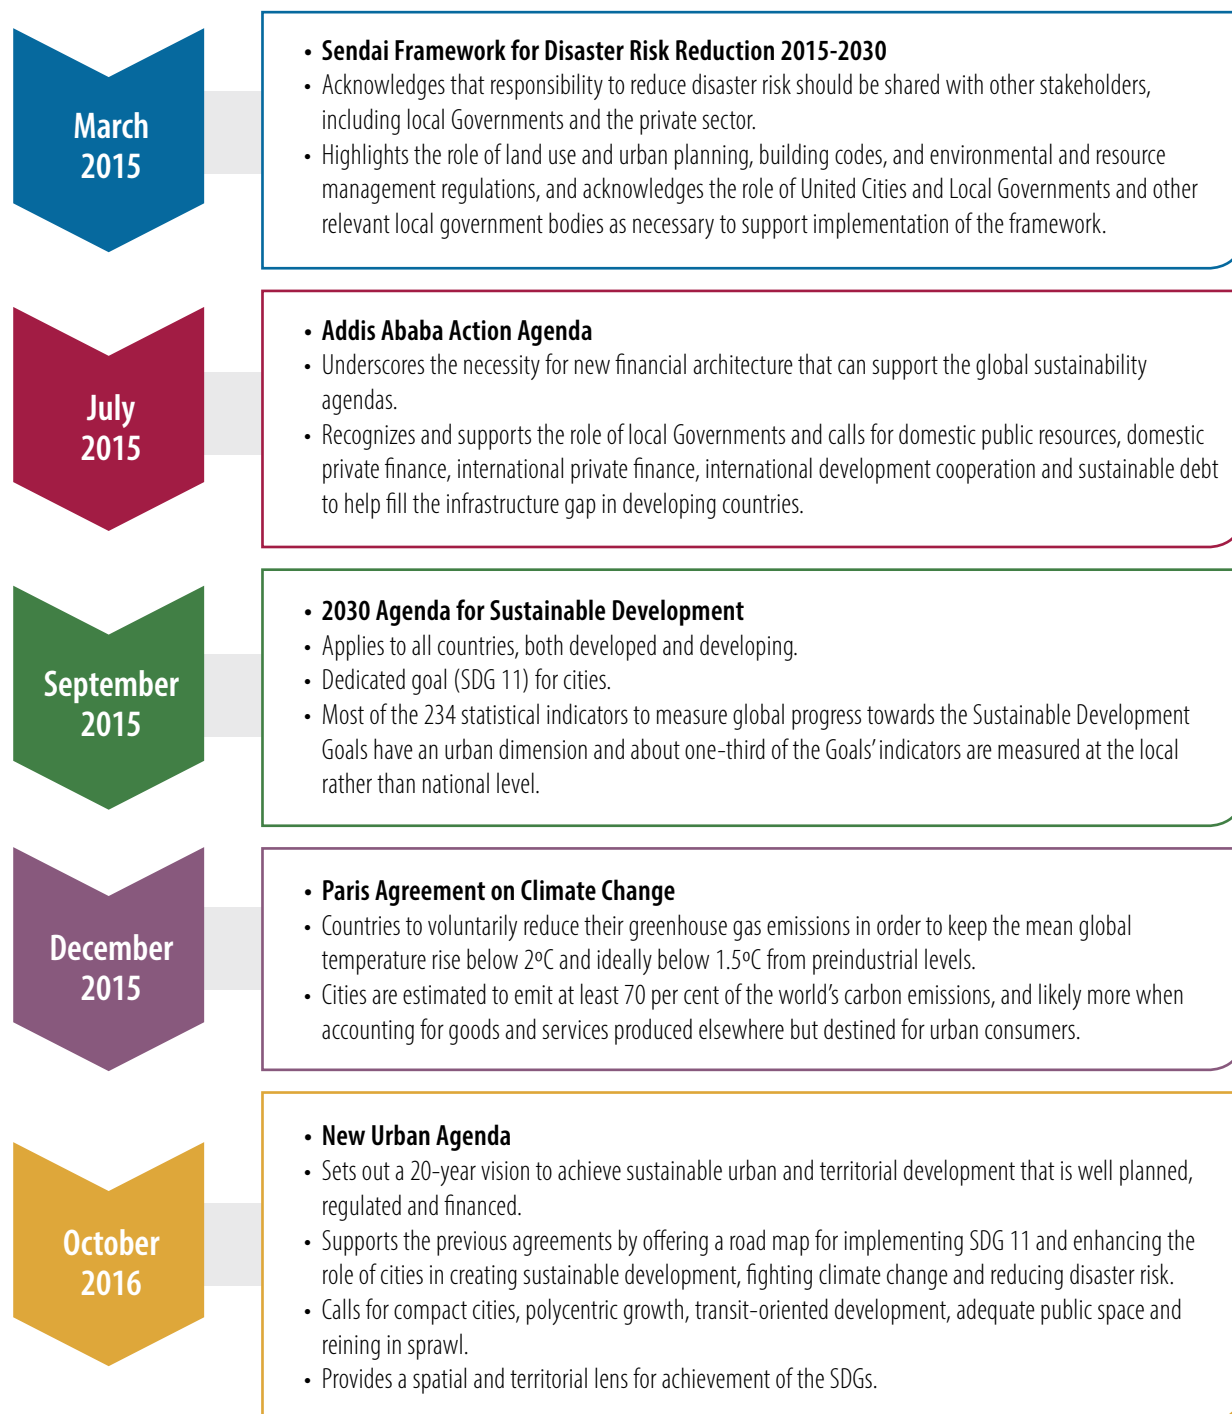 March
2015
• Sendai Framework for Disaster Risk Reduction 2015-2030
• Acknowledges that responsibility to reduce disaster risk should be shared with other stakeholders,
including local Governments and the private sector.
• Highlights the role of land use and urban planning, building codes, and environmental and resource
management regulations, and acknowledges the role of United Cities and Local Governments and other
relevant local government bodies as necessary to support implementation of the framework.
July
2015
• Addis Ababa Action Agenda
• Underscores the necessity for new financial architecture that can support the global sustainability
agendas.
• Recognizes and supports the role of local Governments and calls for domestic public resources, domestic
private finance, international private finance, international development cooperation and sustainable debt
to help fill the infrastructure gap in developing countries.
September
2015
• 2030 Agenda for Sustainable Development
• Applies to all countries, both developed and developing.
• Dedicated goal (SDG 11) for cities.
• Most of the 234 statistical indicators to measure global progress towards the Sustainable Development
Goals have an urban dimension and about one-third of the Goals’ indicators are measured at the local
rather than national level.
December
2015
• Paris Agreement on Climate Change
• Countries to voluntarily reduce their greenhouse gas emissions in order to keep the mean global
temperature rise below 2ºC and ideally below 1.5ºC from preindustrial levels.
• Cities are estimated to emit at least 70 per cent of the world’s carbon emissions, and likely more when
accounting for goods and services produced elsewhere but destined for urban consumers.
October
2016
• New Urban Agenda
• Sets out a 20-year vision to achieve sustainable urban and territorial development that is well planned,
regulated and financed.
• Supports the previous agreements by offering a road map for implementing SDG 11 and enhancing the
role of cities in creating sustainable development, fighting climate change and reducing disaster risk.
• Calls for compact cities, polycentric growth, transit-oriented development, adequate public space and
reining in sprawl.
• Provides a spatial and territorial lens for achievement of the SDGs.